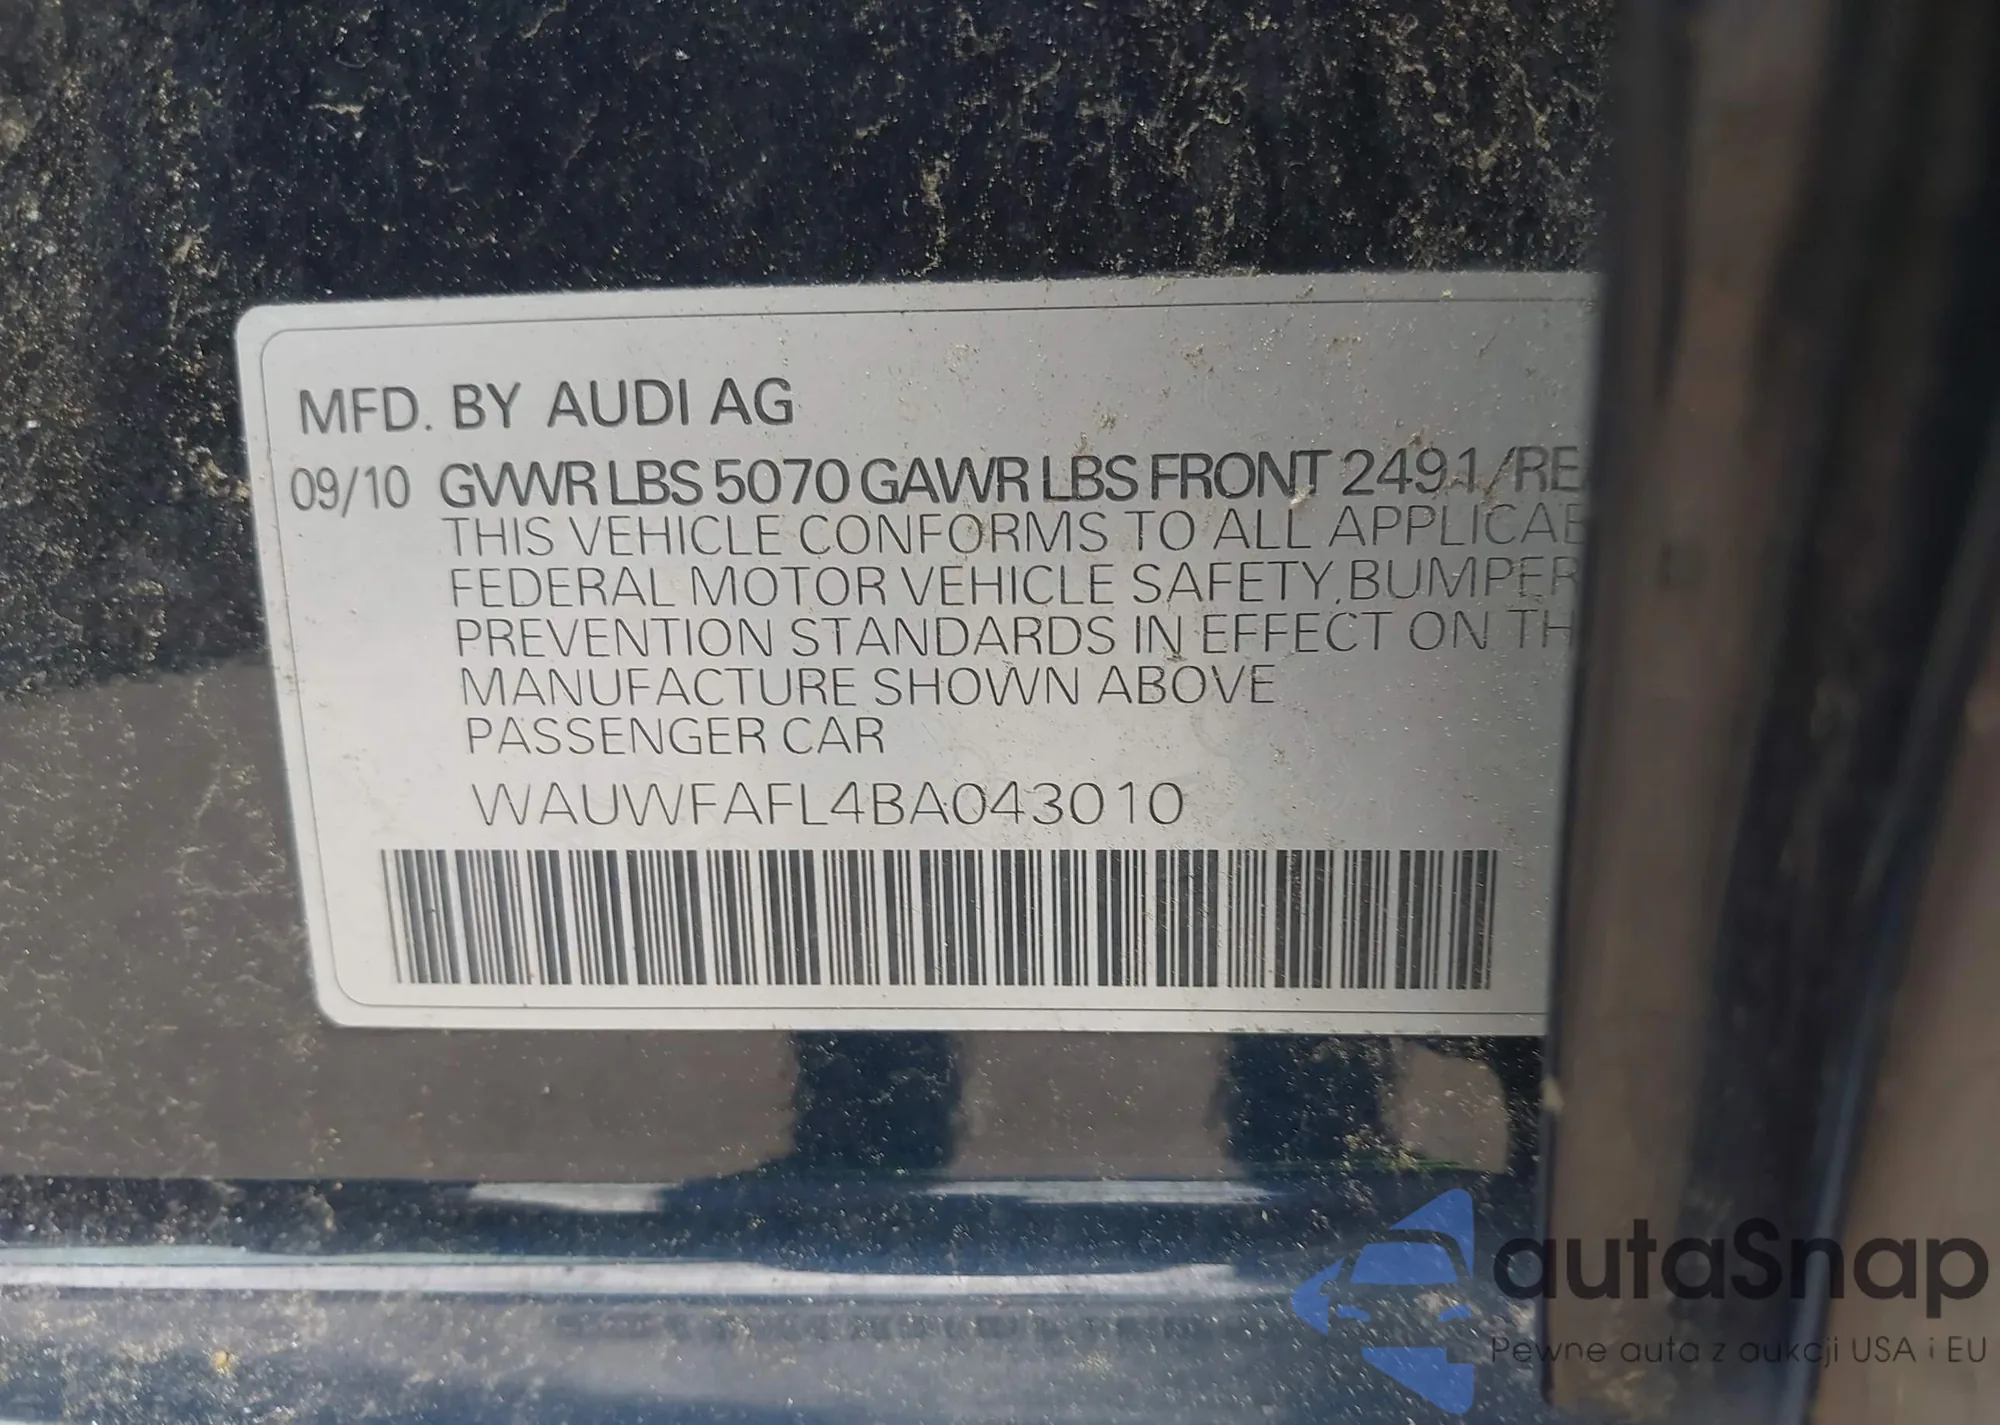 MFD. BY AUDI AG
09/10 GVWR LBS 5070 GAWR LBS FRONT 2491/REA
THIS VEHICLE CONFORMS TO ALL APPLICAB
FEDERAL MOTOR VEHICLE SAFETY,BUMPER
PREVENTION STANDARDS IN EFFECT ON TH
MANUFACTURE SHOWN ABOVE
PASSENGER CAR
WAUWFAFL4BA043010
autaSnap
Pewne auta z aukcji USA i EU